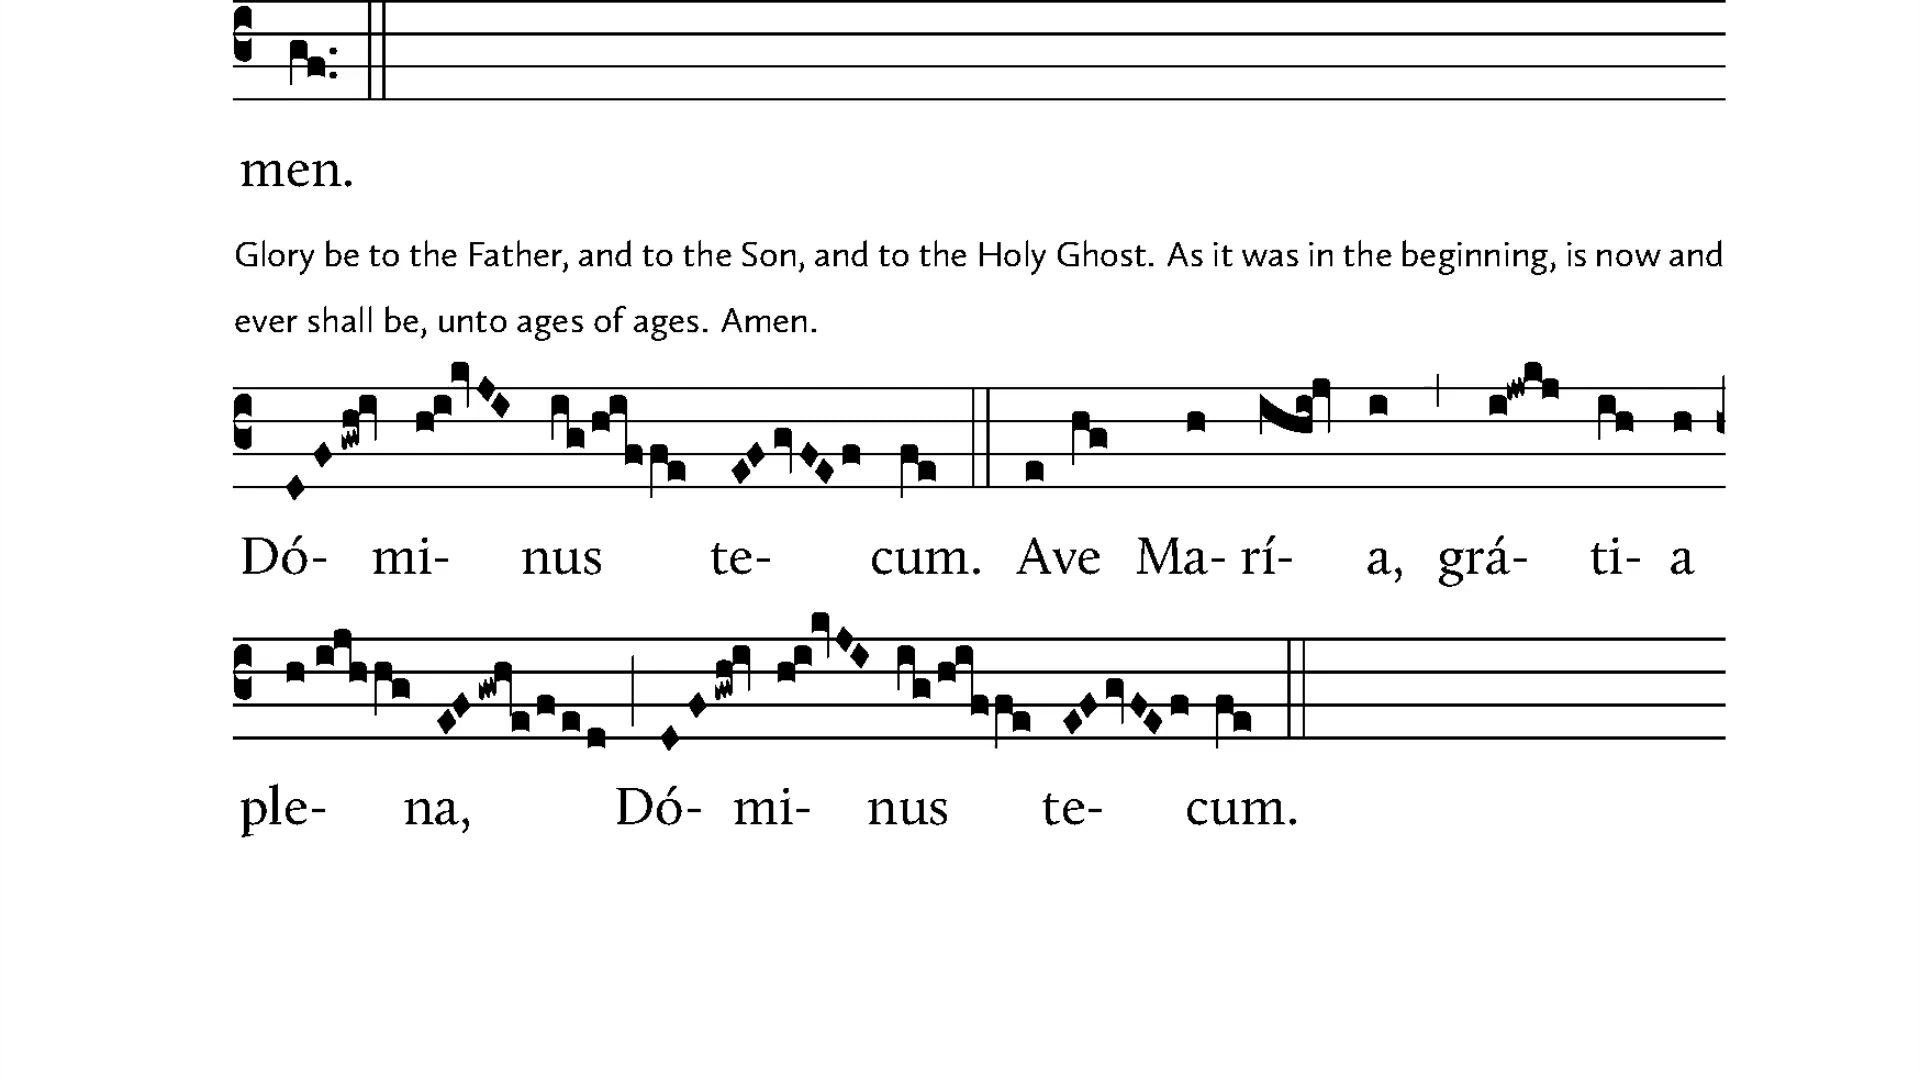 men.
Glory be to the Father, and to the Son, and to the Holy Ghost. As it was in the beginning, is now and
ever shall be, unto ages of ages. Amen.
Dó- mi- nus te- cum. Ave Ma- rí- a, grá- ti- a
ple- na, Dó- mi- nus te- cum.